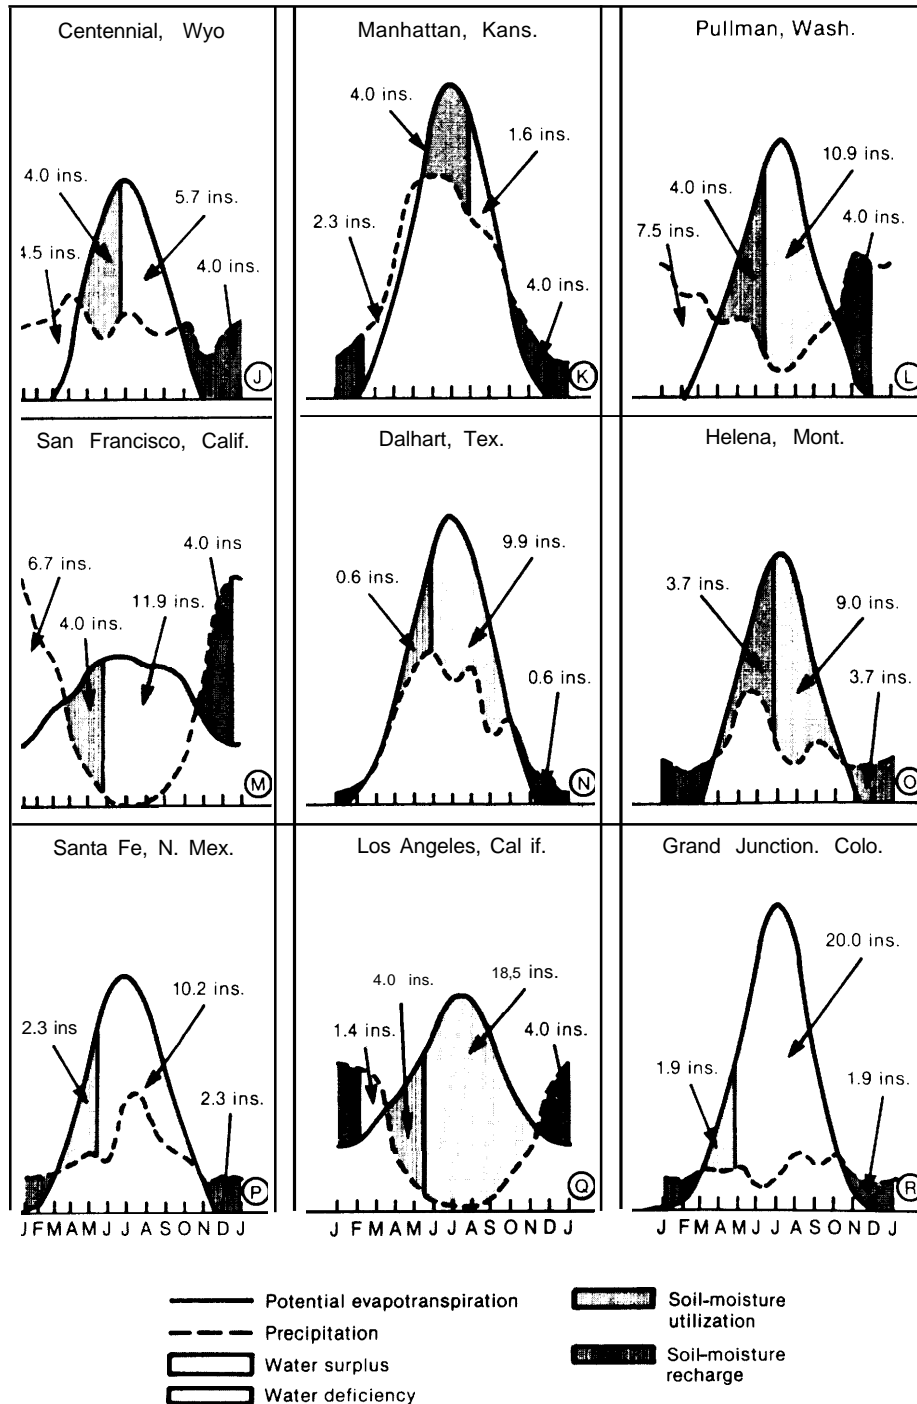 Centennial, Wyo
4.0 ins.
5.7 ins.
1.5 ins.
4.0 ins.
J
Manhattan, Kans.
4.0 ins.
1.6 ins.
2.3 ins.
4.0 ins.
K
Pullman, Wash.
10.9 ins.
4.0 ins.
4.0 ins.
7.5 ins.
L
San Francisco, Calif.
4.0 ins
6.7 ins.
11.9 ins.
4.0 ins.
M
Dalhart, Tex.
9.9 ins.
0.6 ins.
0.6 ins.
N
Helena, Mont.
3.7 ins.
9.0 ins.
3.7 ins.
O
Santa Fe, N. Mex.
10.2 ins.
2.3 ins
2.3 ins.
P
J F M A M J J A S O N D J
Los Angeles, Cal if.
4.0 ins.
18,5 ins.
1.4 ins.
4.0 ins.
Q
J F M A M J J A S O N D J
Grand Junction. Colo.
20.0 ins.
1.9 ins.
1.9 ins.
R
J F M A M J J A S O N D J
Potential evapotranspiration
Precipitation
Water surplus
Water deficiency
Soil-moisture
utilization
Soil-moisture
recharge